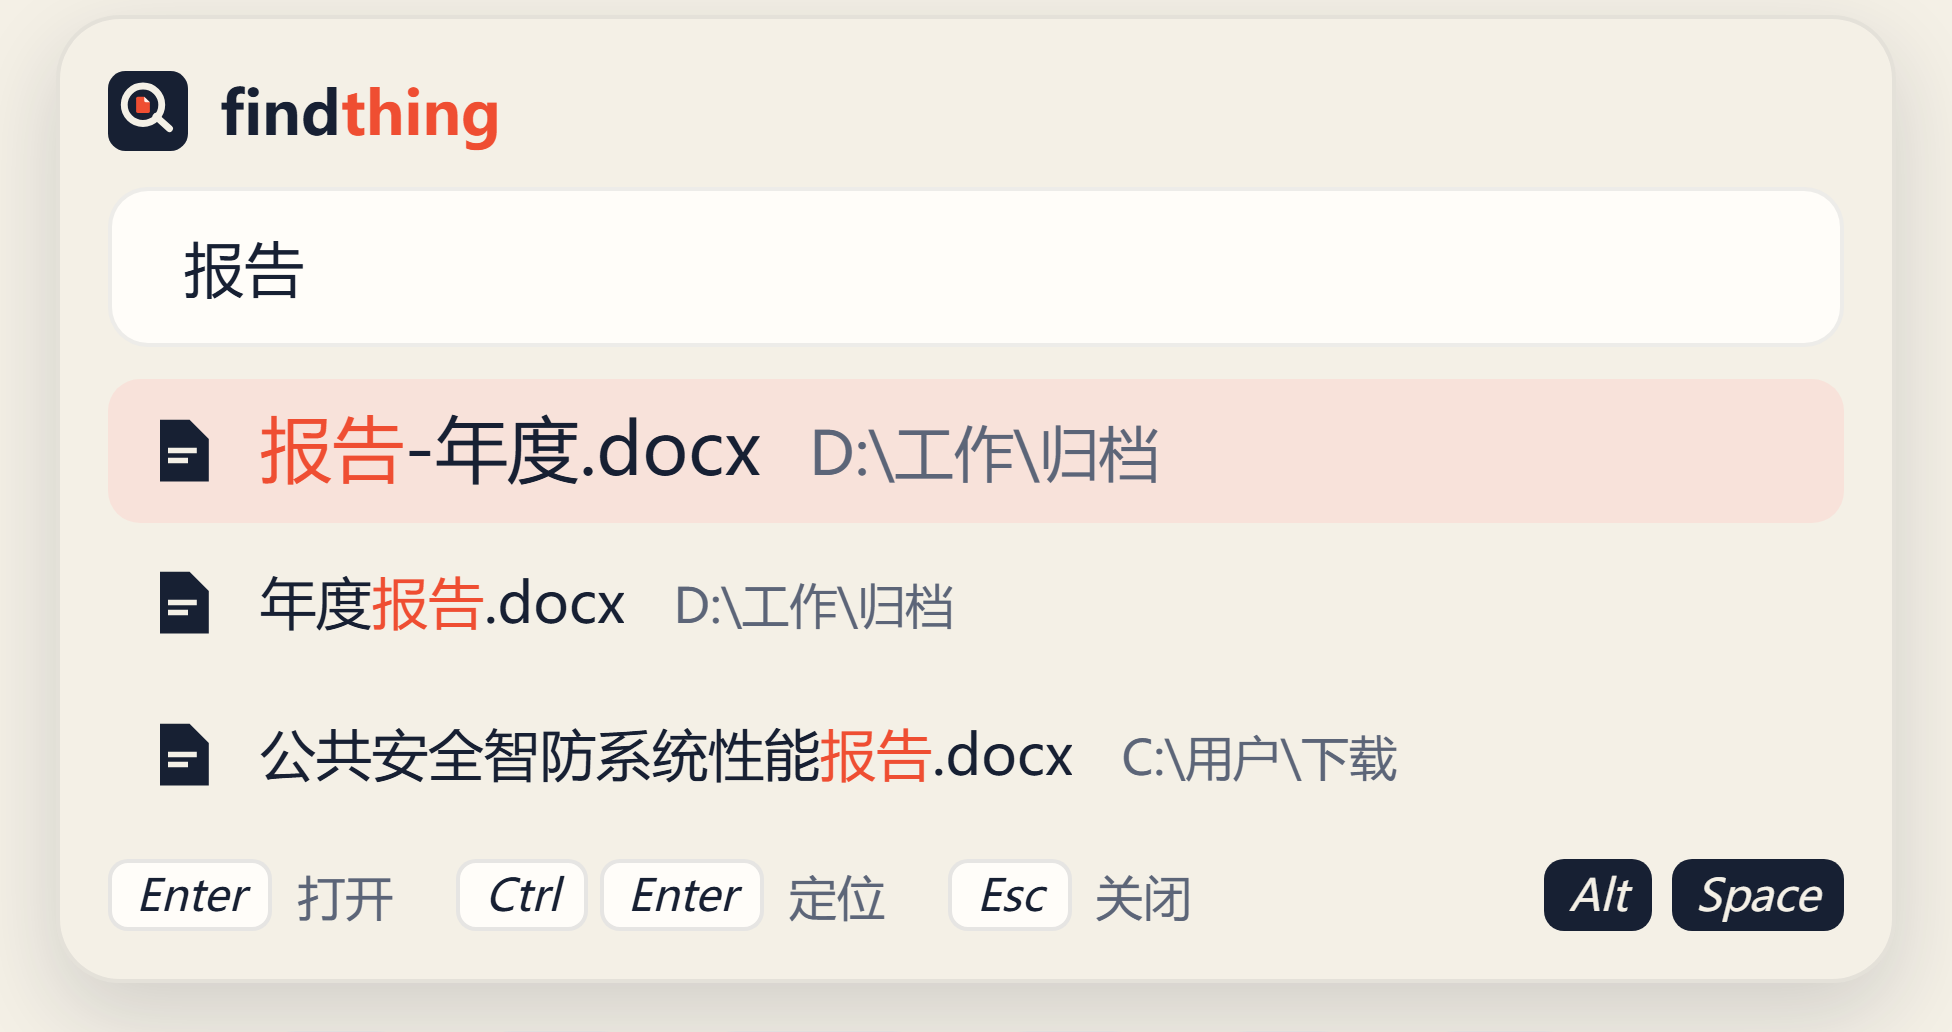 findthing
报告
报告-年度.docx D:\工作\归档
年度报告.docx D:\工作\归档
公共安全智防系统性能报告.docx C:\用户\下载
Enter 打开 Ctrl Enter 定位 Esc 关闭 Alt Space